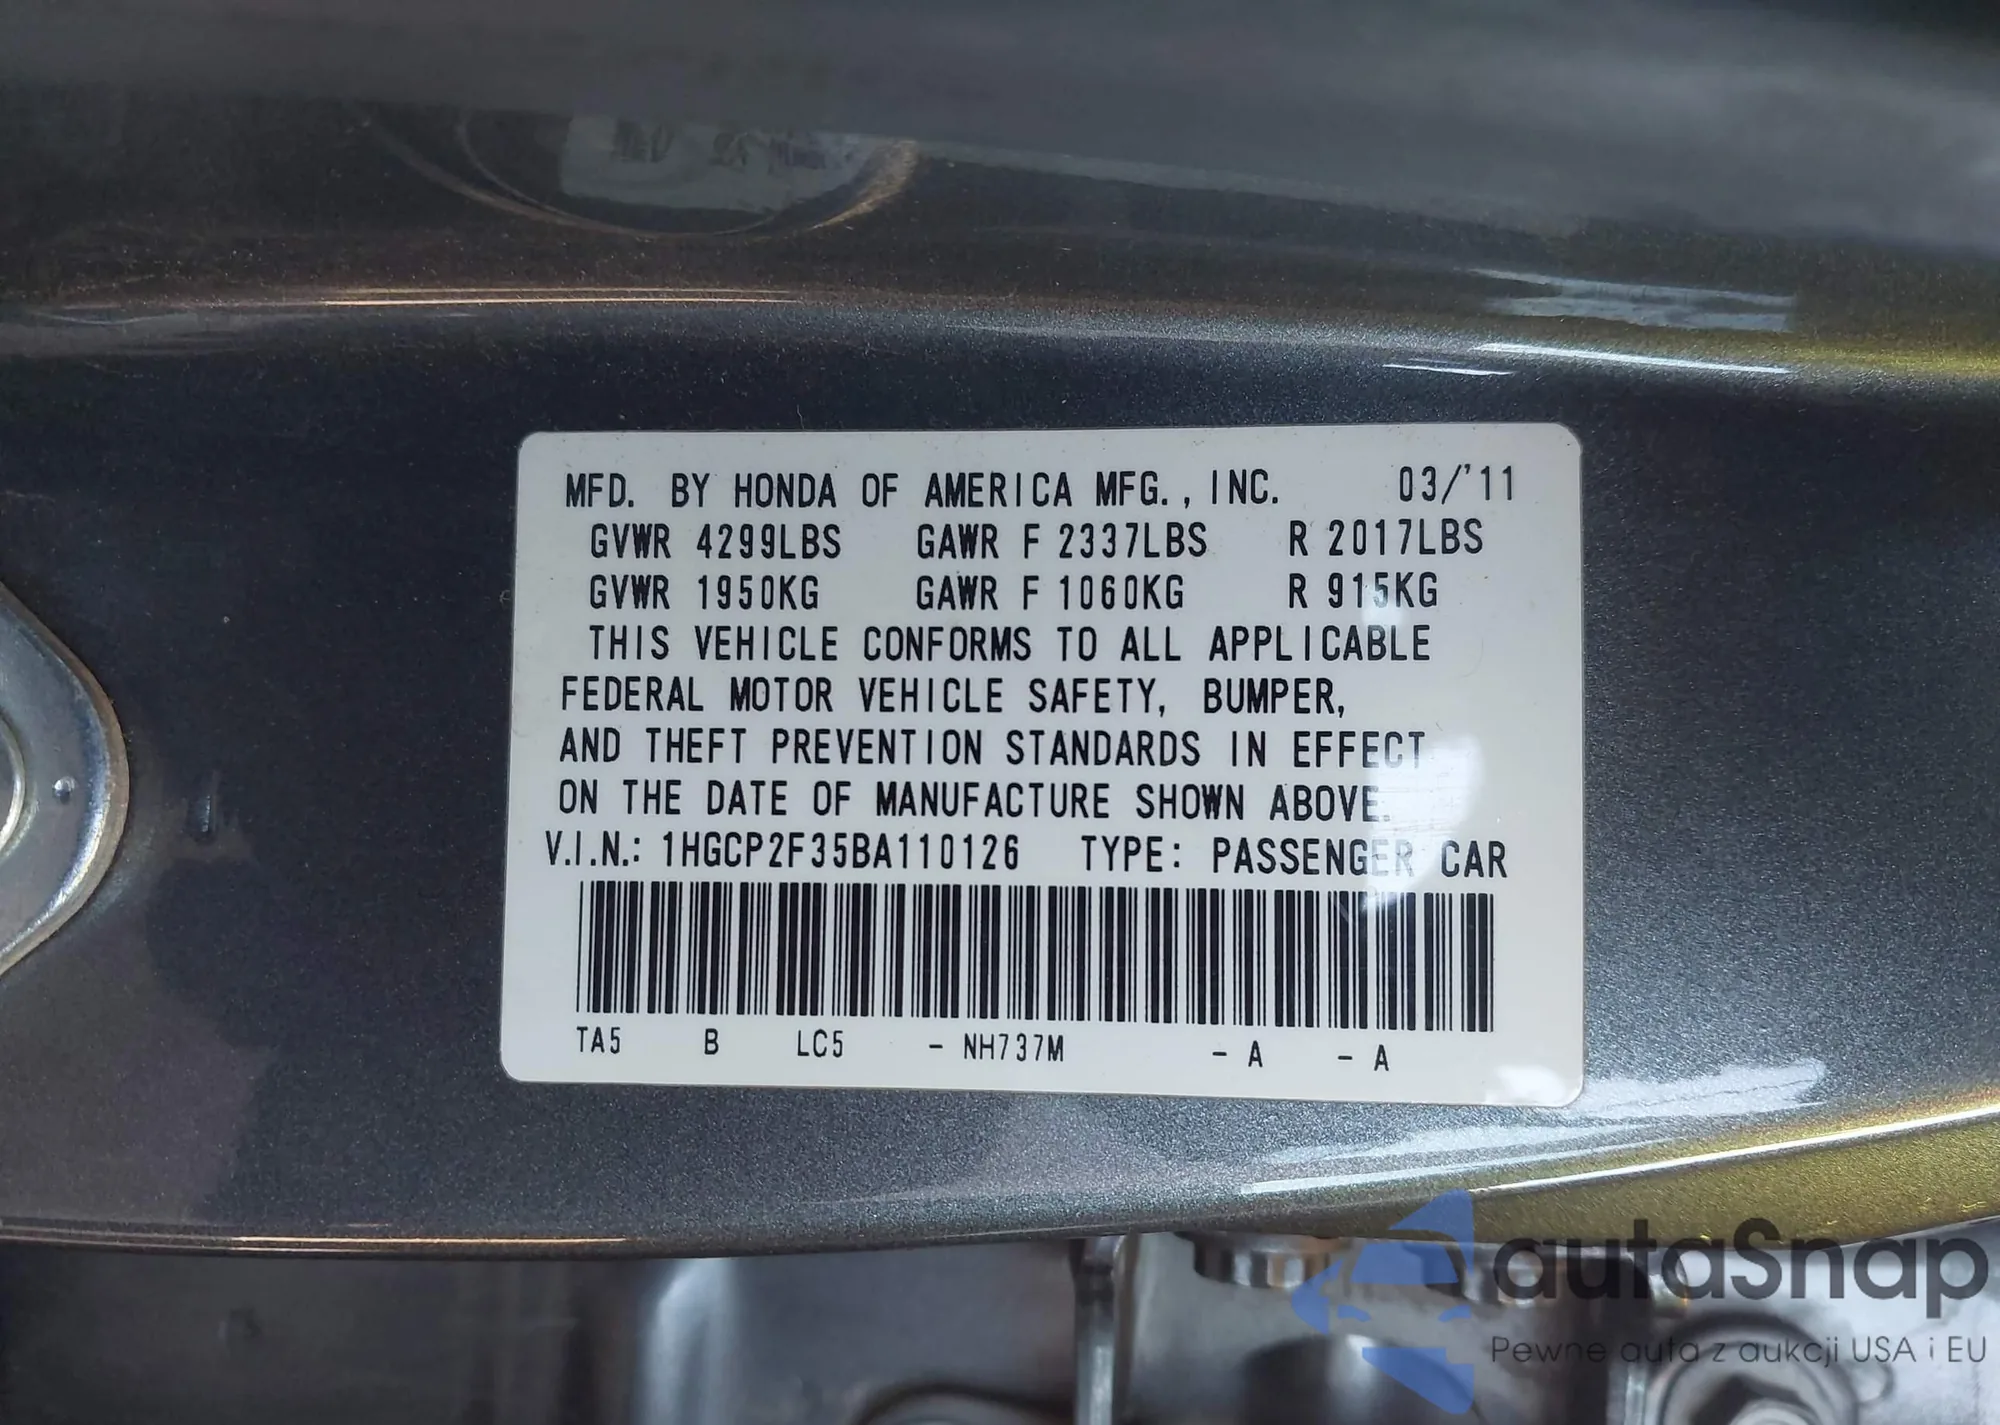 MFD. BY HONDA OF AMERICA MFG., INC. 03/'11
GVWR 4299LBS GAWR F 2337LBS R 2017LBS
GVWR 1950KG GAWR F 1060KG R 915KG
THIS VEHICLE CONFORMS TO ALL APPLICABLE
FEDERAL MOTOR VEHICLE SAFETY, BUMPER,
AND THEFT PREVENTION STANDARDS IN EFFECT
ON THE DATE OF MANUFACTURE SHOWN ABOVE.
V.I.N.: 1HGCP2F35BA110126 TYPE: PASSENGER CAR
TA5 B LC5 - NH737M - A - A
autaSnap
Pewne auta z aukcji USA i EU